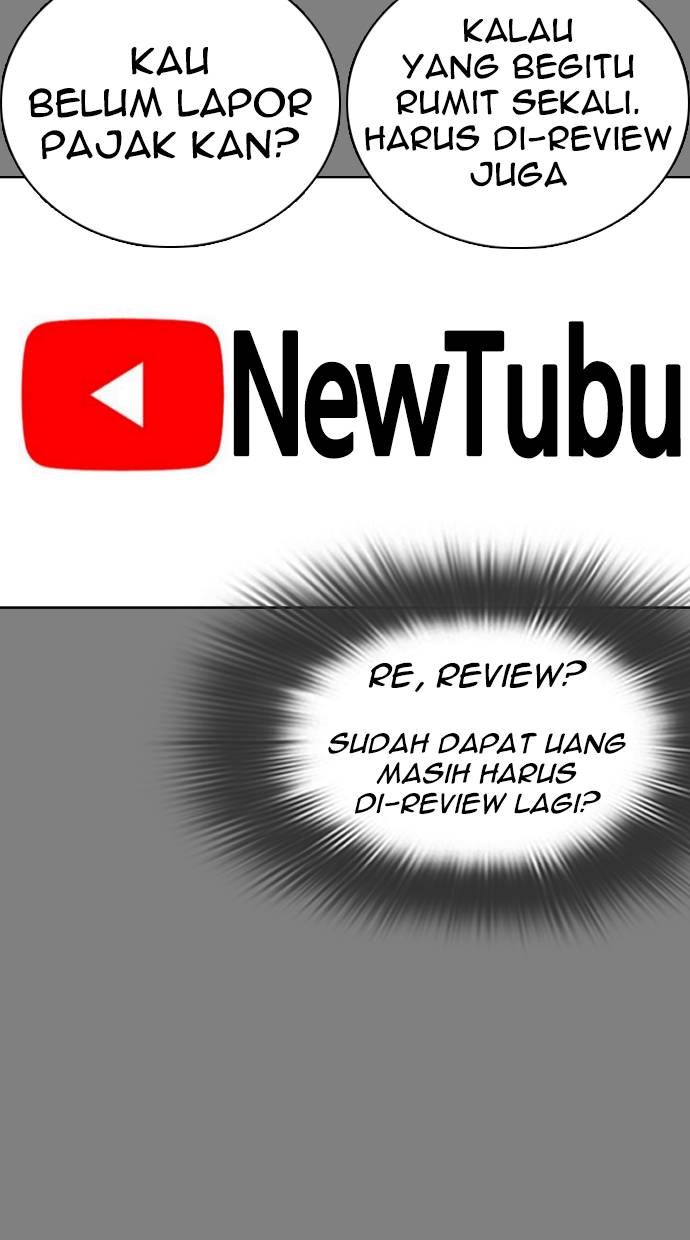 KAU
BELUM LAPOR
PAJAK KAN?
KALAU
YANG BEGITU
RUMIT SEKALI.
HARUS DI-REVIEW
JUGA
NewTubu
RE, REVIEW?
SUDAH DAPAT UANG
MASIH HARUS
DI-REVIEW LAGI?